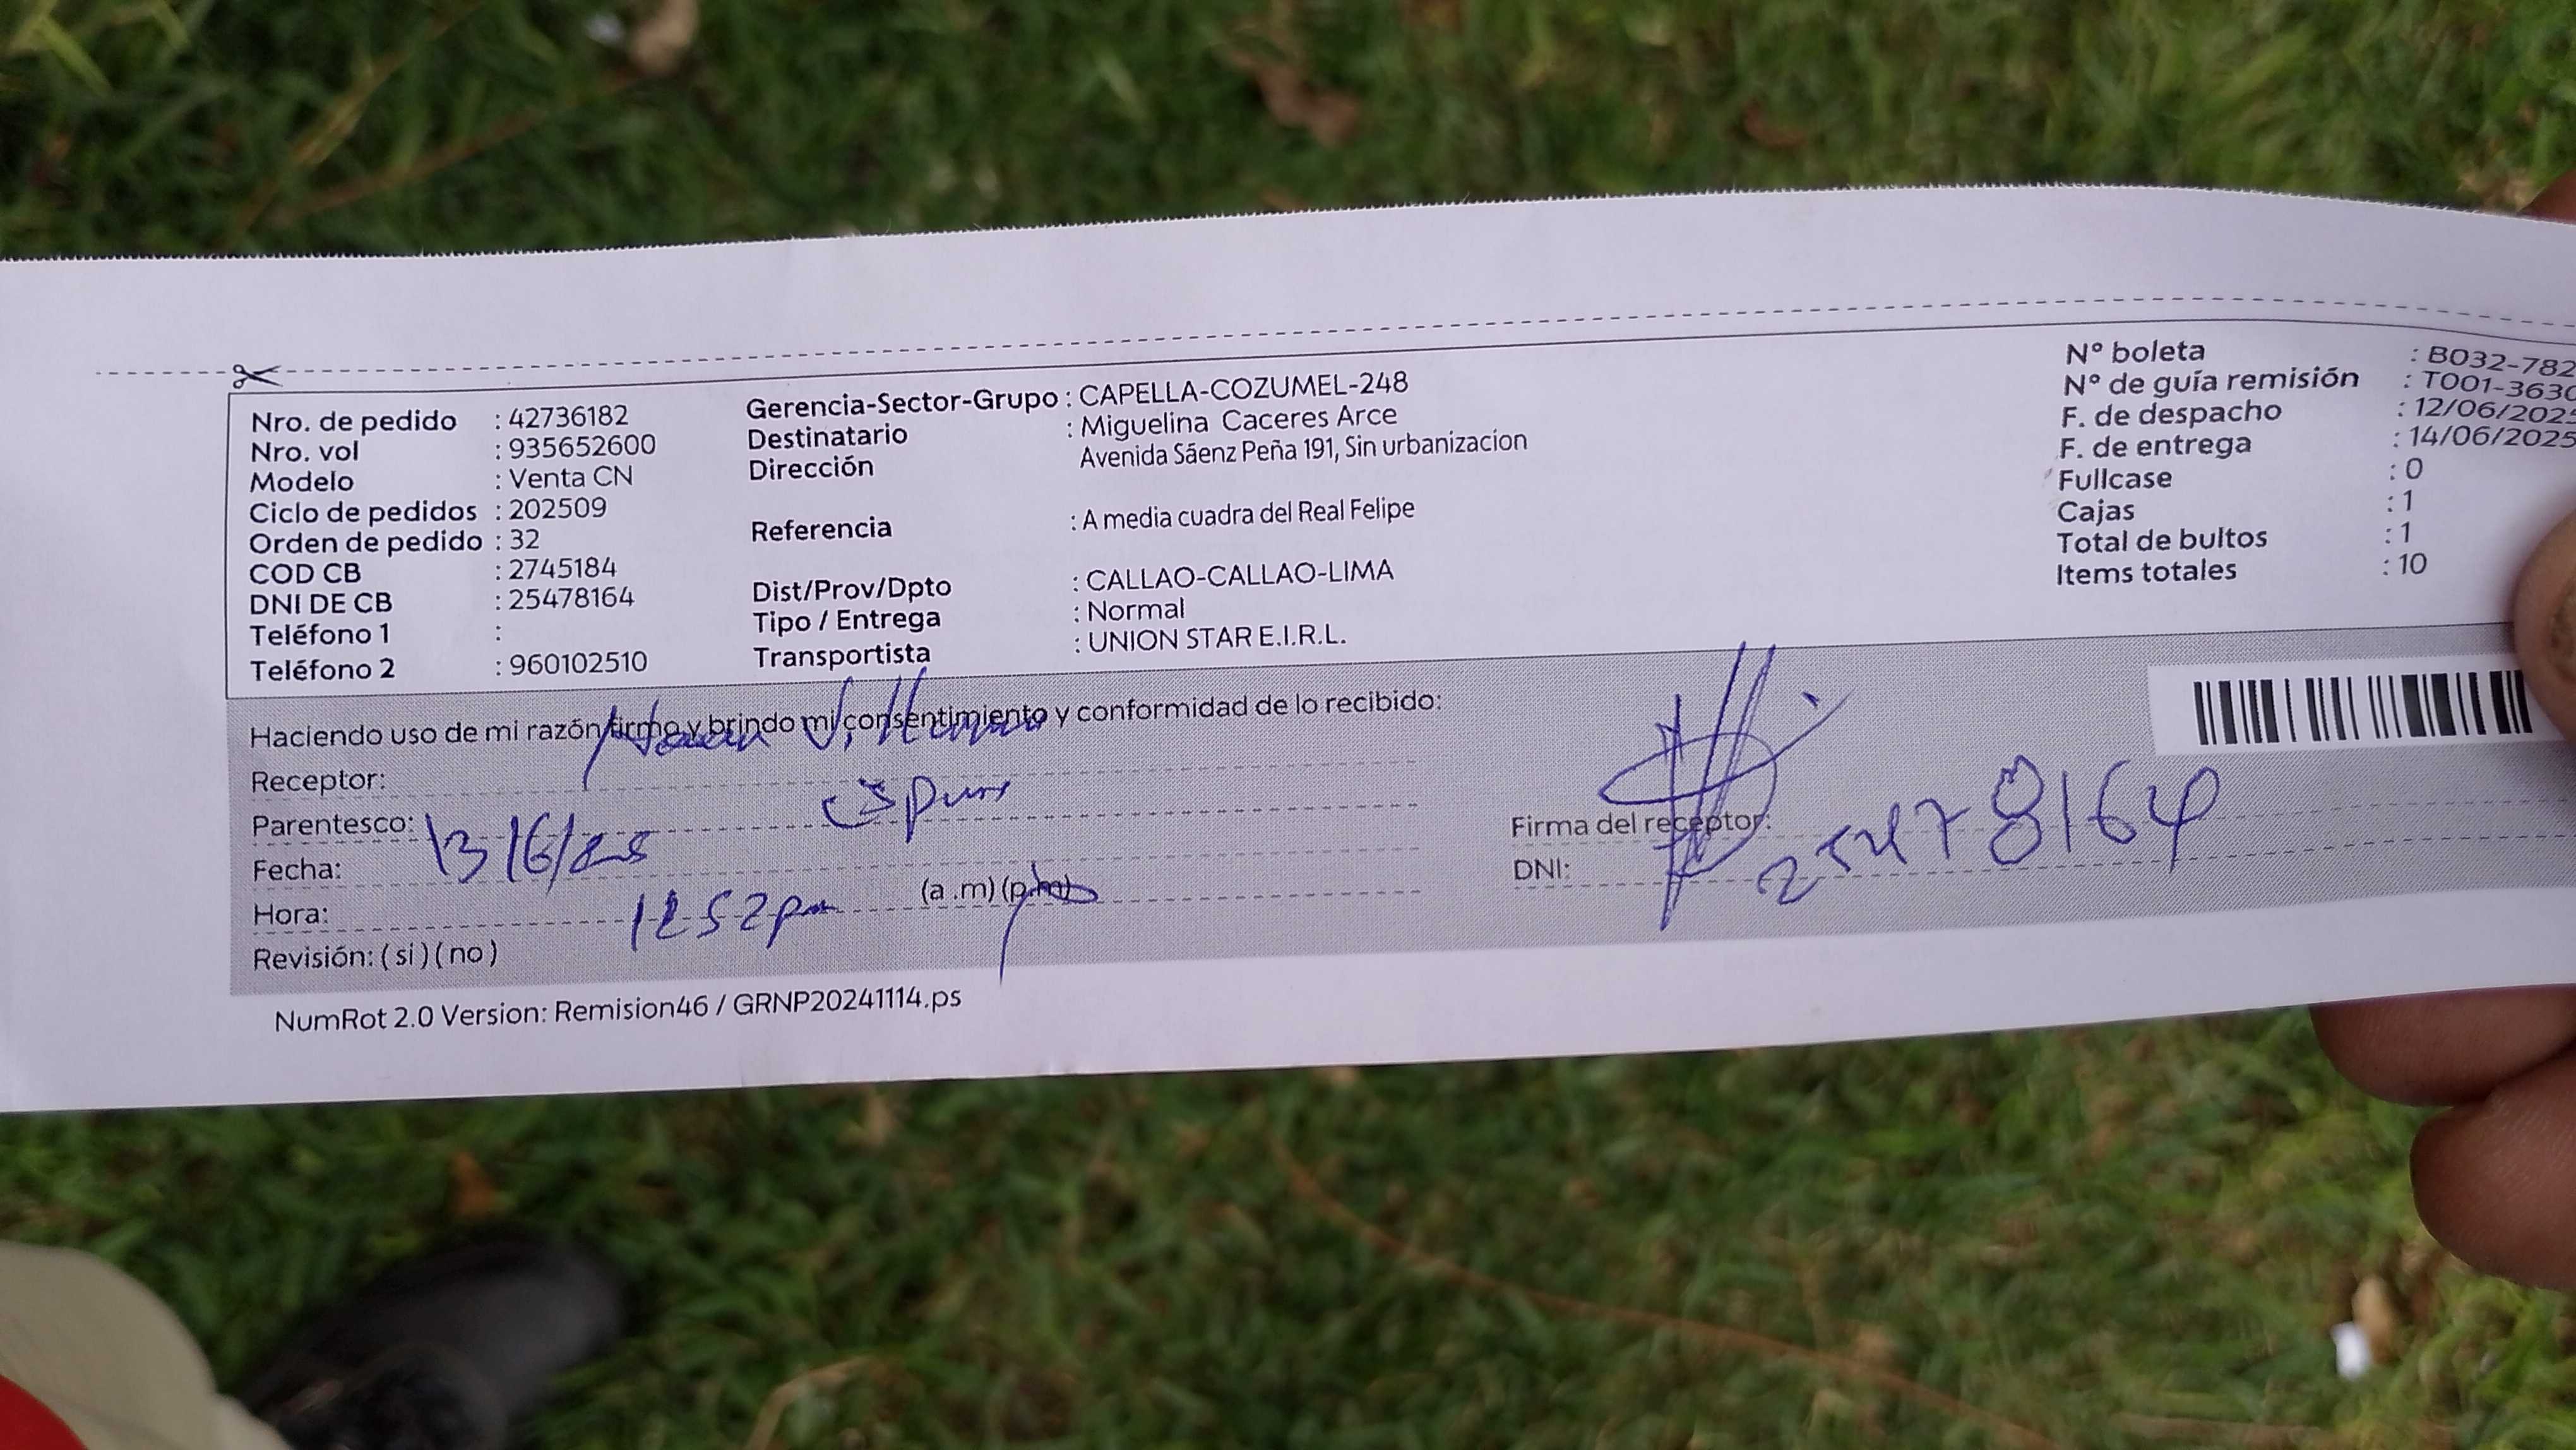 Nro. de pedido : 42736182
Nro. vol : 935652600
Modelo : Venta CN
Ciclo de pedidos : 202509
Orden de pedido : 32
COD CB : 2745184
DNI DE CB : 25478164
Teléfono 1 :
Teléfono 2 : 960102510
Gerencia-Sector-Grupo : CAPELLA-COZUMEL-248
Destinatario : Miguelina Caceres Arce
Dirección Avenida Sáenz Peña 191, Sin urbanizacion
Referencia : A media cuadra del Real Felipe
Dist/Prov/Dpto : CALLAO-CALLAO-LIMA
Tipo / Entrega : Normal
Transportista : UNION STAR E.I.R.L.
N° boleta : B032-782
N° de guía remisión : T001-3630
F. de despacho : 12/06/2025
F. de entrega : 14/06/2025
Fullcase : 0
Cajas : 1
Total de bultos : 1
Items totales : 10
Haciendo uso de mi razón firmo y brindo mi consentimiento y conformidad de lo recibido:
Receptor:
Parentesco:
Fecha: 13/6/25
Hora: 1252pm (a .m) (p.m)
Revisión: ( si ) ( no )
Firma del receptor:
DNI: 25478164
NumRot 2.0 Version: Remision46 / GRNP20241114.ps